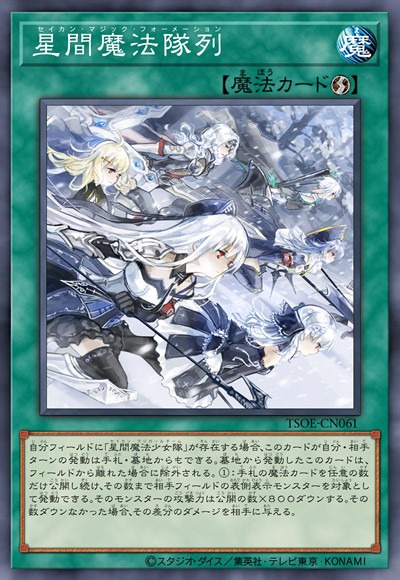 セイカン・マジック・フォーメーション
星間魔法隊列
魔
【魔法カード】
TSOE-CN061
自分フィールドに「星間魔法少女隊」が存在する場合、このカードが自分・相手
ターンの発動は手札・墓地からもできる。墓地から発動したこのカードは、
フィールドから離れた場合に除外される。①：手札の魔法カードを任意の数
だけ公開し続け、その数まで相手フィールドの表側表示モンスターを対象とし
て発動できる。そのモンスターの攻撃力は公開の数×８００ダウンする。その
数ダウンなかった場合、その差分のダメージを相手に与える。
©スタジオ・ダイス／集英社・テレビ東京・KONAMI